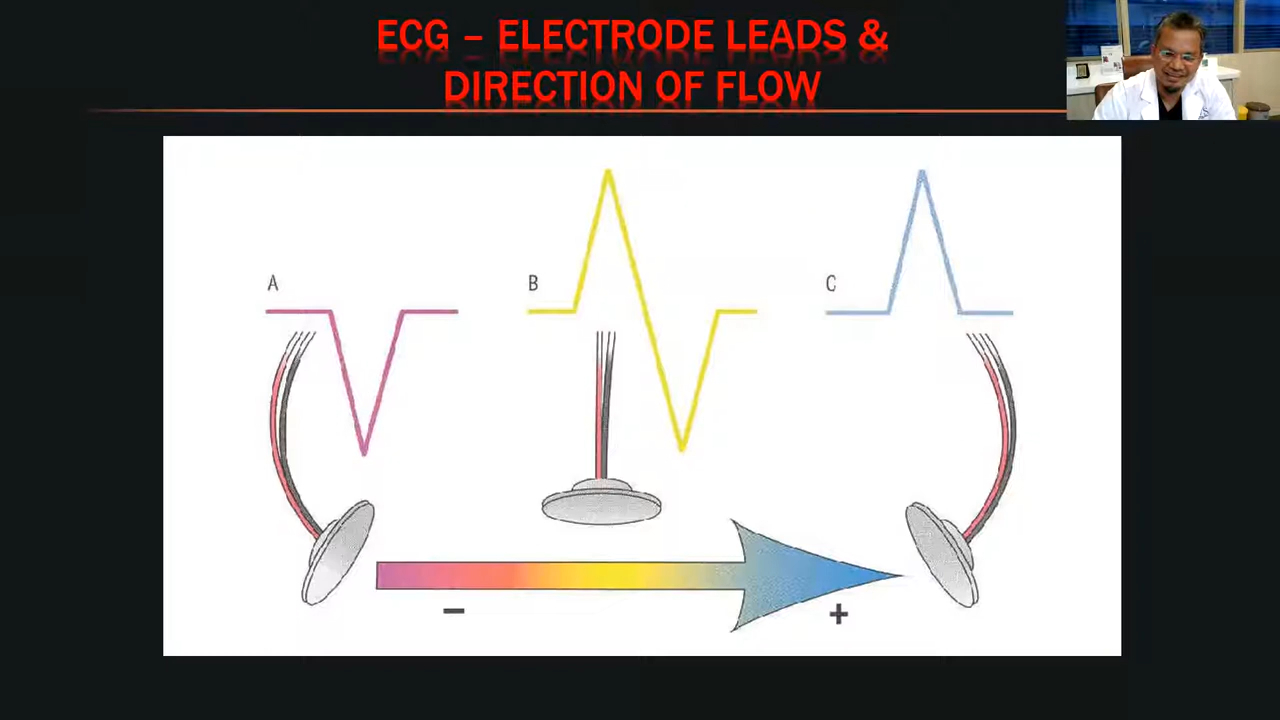 ECG – ELECTRODE LEADS &
DIRECTION OF FLOW
A
B
C
–
+